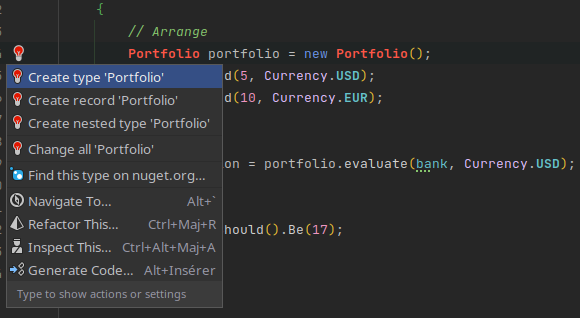 {
// Arrange
Portfolio portfolio = new Portfolio();
Create type 'Portfolio'
d(5, Currency.USD);
Create record 'Portfolio'
d(10, Currency.EUR);
Create nested type 'Portfolio'
Change all 'Portfolio'
on = portfolio.evaluate(bank, Currency.USD);
Find this type on nuget.org...
Navigate To... Alt+`
Refactor This... Ctrl+Maj+R
hould().Be(17);
Inspect This... Ctrl+Alt+Maj+A
Generate Code... Alt+Insérer
Type to show actions or settings